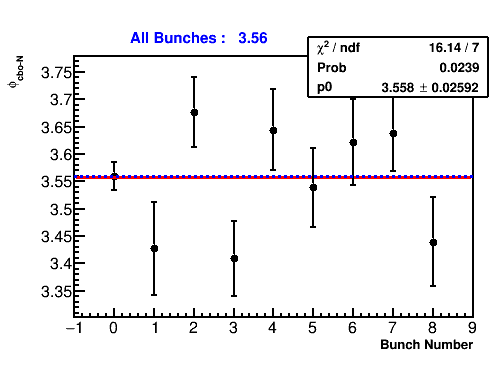 All Bunches : 3.56
χ² / ndf 16.14 / 7
Prob 0.0239
p0 3.558 ± 0.02592
ϕcbo-N
3.75
3.7
3.65
3.6
3.55
3.5
3.45
3.4
3.35
−1 0 1 2 3 4 5 6 7 8 9
Bunch Number